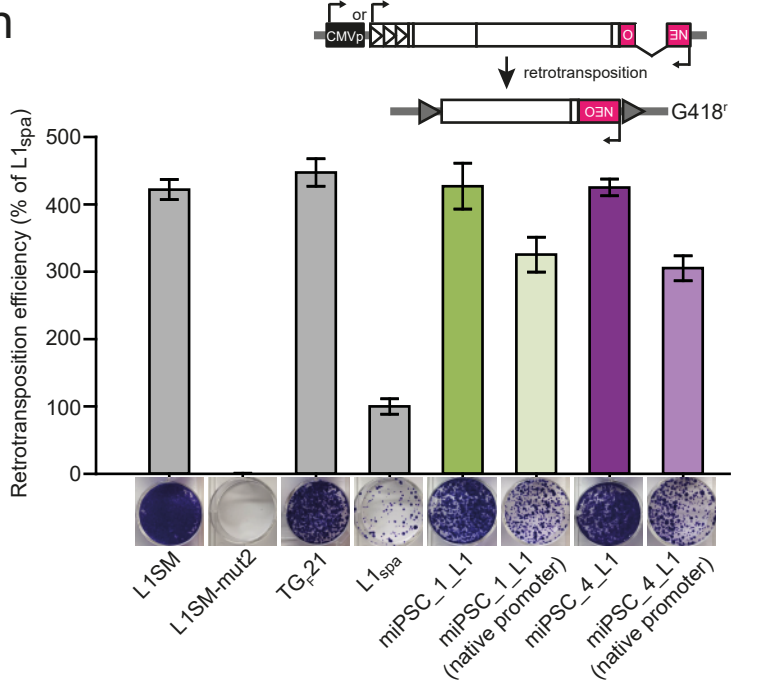 n
or
CMVp
O
NE
retrotransposition
NEO
G418r
Retrotransposition efficiency (% of L1spa)
500
400
300
200
100
0
L1SM
L1SM-mut2
TGF21
L1spa
miPSC_1_L1
miPSC_1_L1
(native promoter)
miPSC_4_L1
miPSC_4_L1
(native promoter)